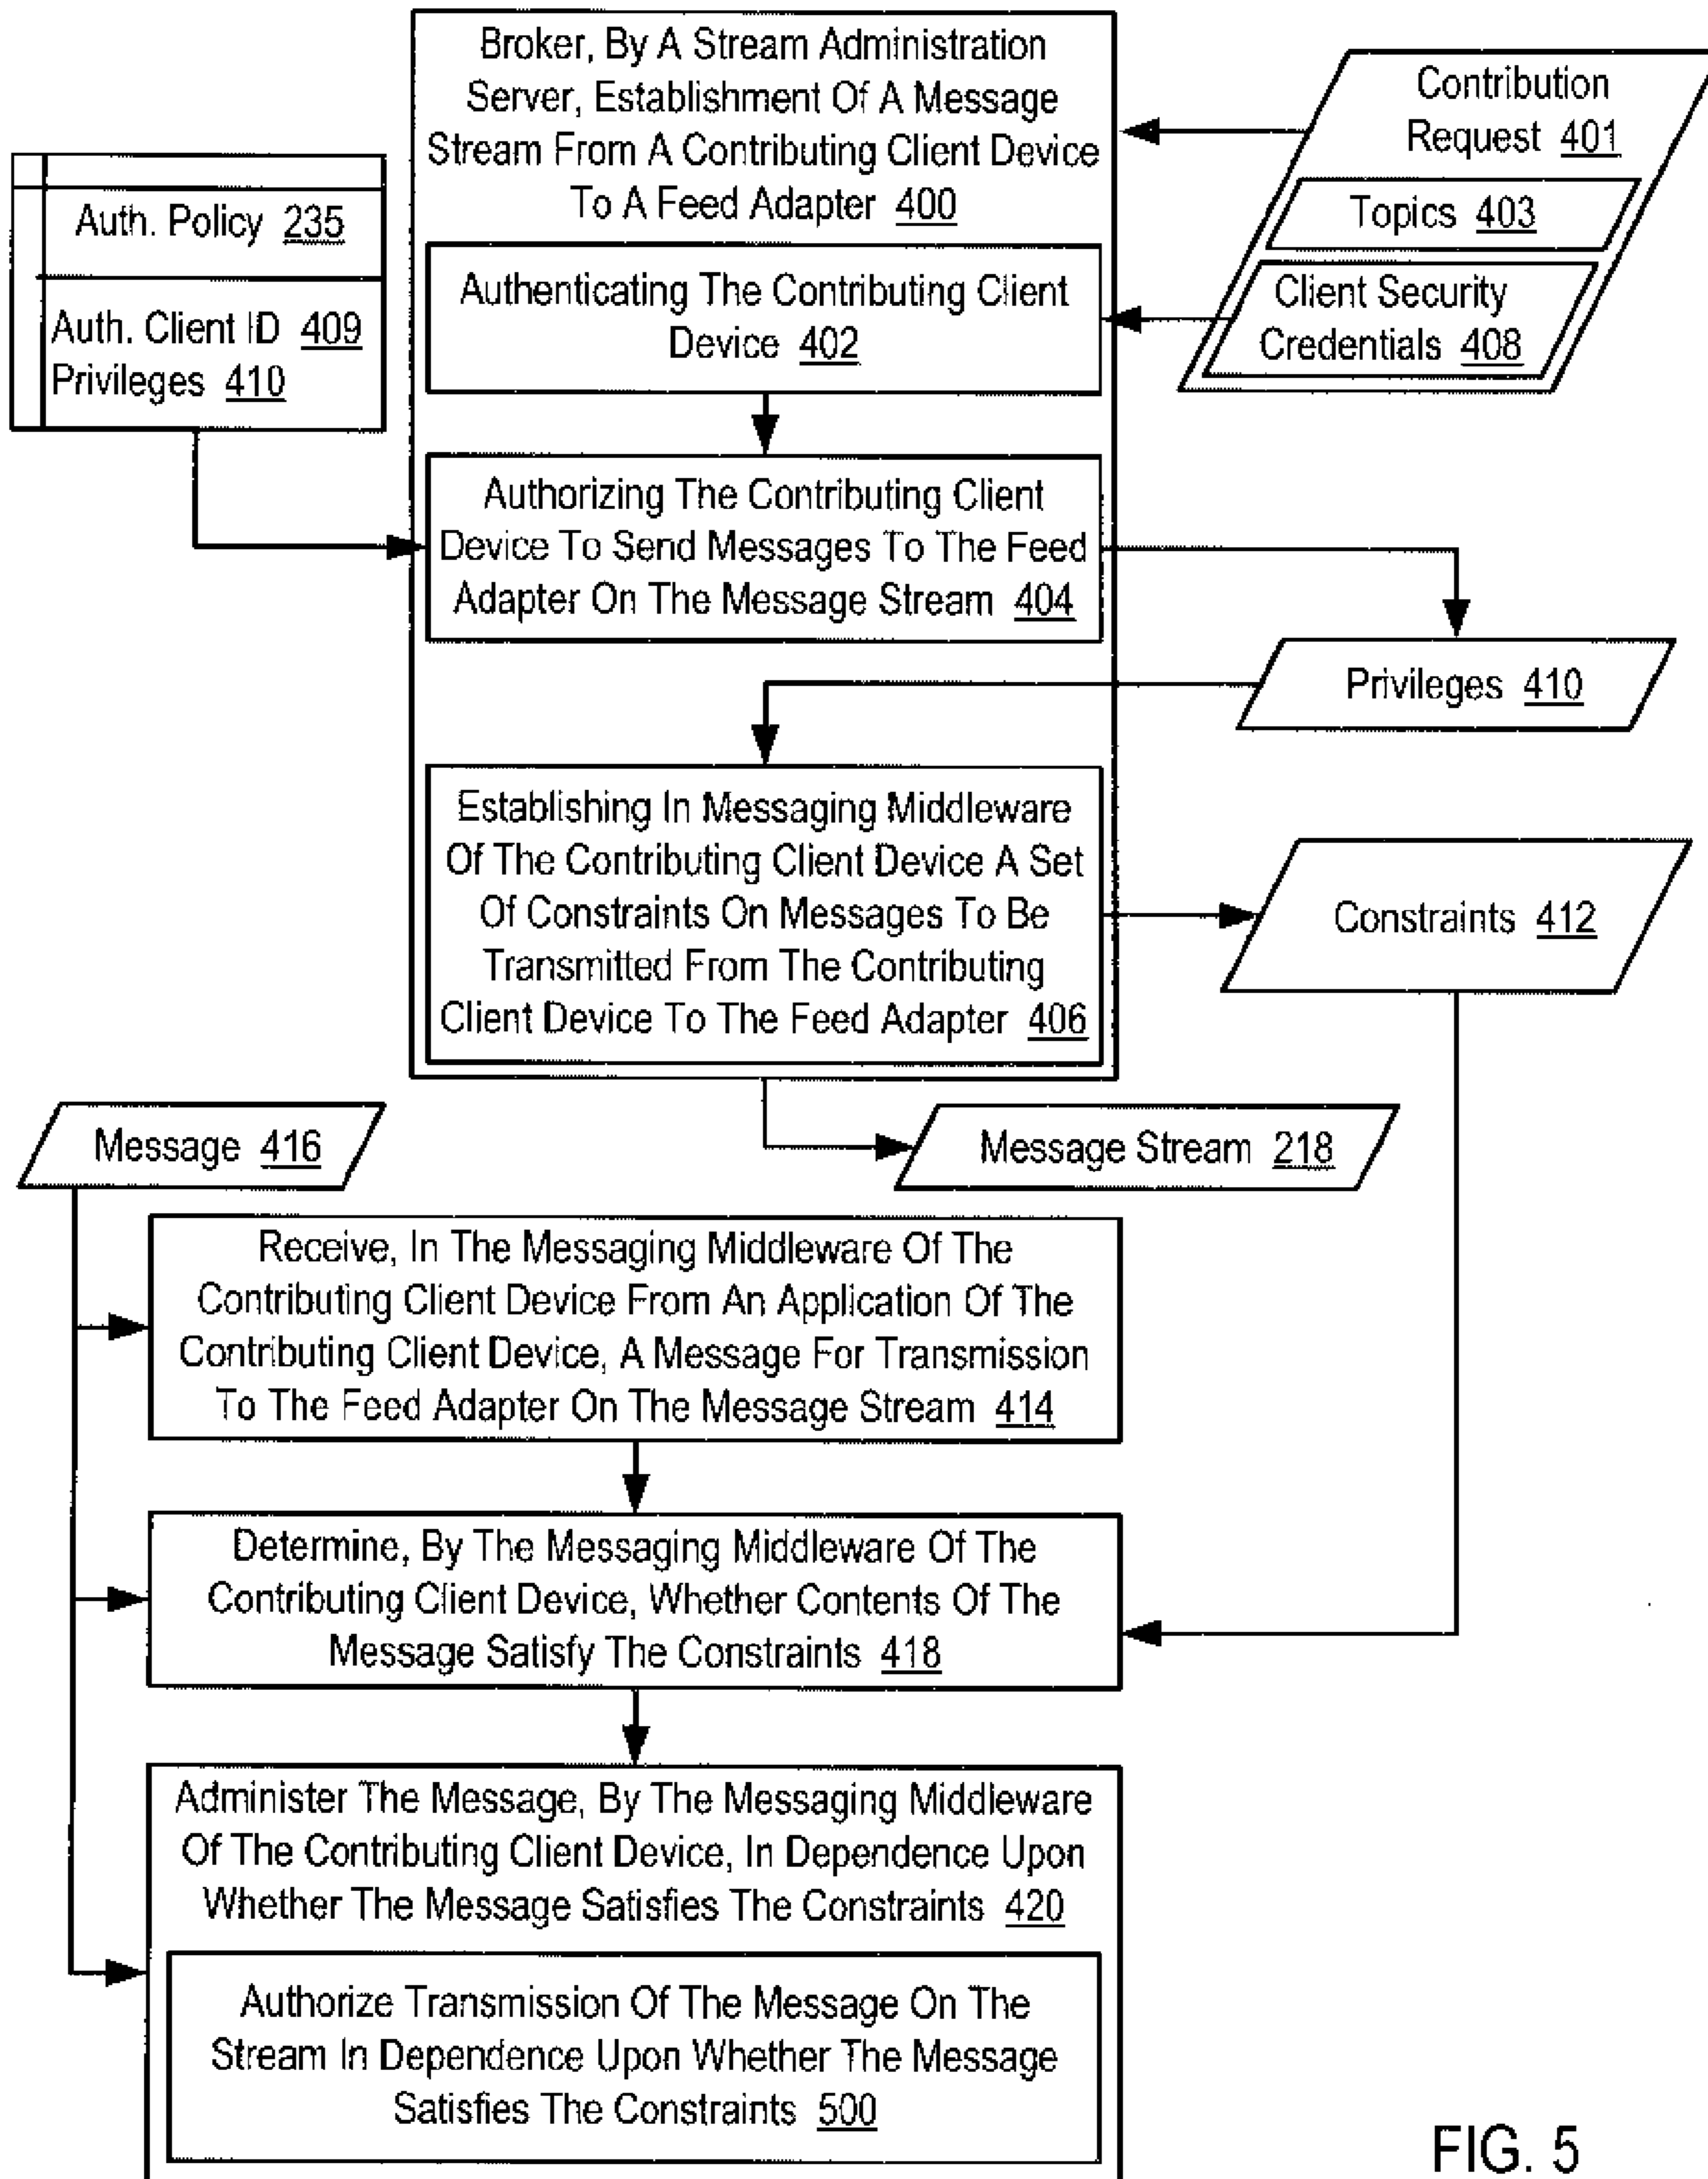 Broker, By A Stream Administration
Server, Establishment Of A Message
Stream From A Contributing Client Device
To A Feed Adapter 400
Contribution
Request 401
Topics 403
Client Security
Credentials 408
Auth. Policy 235
Auth. Client ID 409
Privileges 410
Authenticating The Contributing Client
Device 402
Authorizing The Contributing Client
Device To Send Messages To The Feed
Adapter On The Message Stream 404
Privileges 410
Establishing In Messaging Middleware
Of The Contributing Client Device A Set
Of Constraints On Messages To Be
Transmitted From The Contributing
Client Device To The Feed Adapter 406
Constraints 412
Message 416
Message Stream 218
Receive, In The Messaging Middleware Of The
Contributing Client Device From An Application Of The
Contributing Client Device, A Message For Transmission
To The Feed Adapter On The Message Stream 414
Determine, By The Messaging Middleware Of The
Contributing Client Device, Whether Contents Of The
Message Satisfy The Constraints 418
Administer The Message, By The Messaging Middleware
Of The Contributing Client Device, In Dependence Upon
Whether The Message Satisfies The Constraints 420
Authorize Transmission Of The Message On The
Stream In Dependence Upon Whether The Message
Satisfies The Constraints 500
FIG. 5